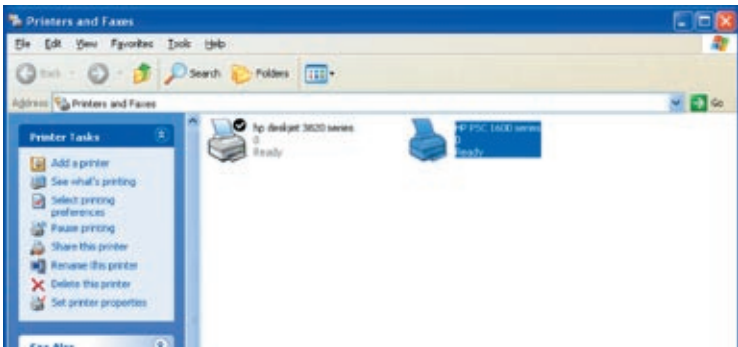 Printers and Faxes
File Edit View Favorites Tools Help
Back Search Folders
Address Printers and Faxes Go
Printer Tasks
Add a printer
See what's printing
Select printing
preferences
Pause printing
Share this printer
Rename this printer
Delete this printer
Set printer properties
See Also
hp deskjet 3820 series
0
Ready
HP PSC 1600 series
0
Ready